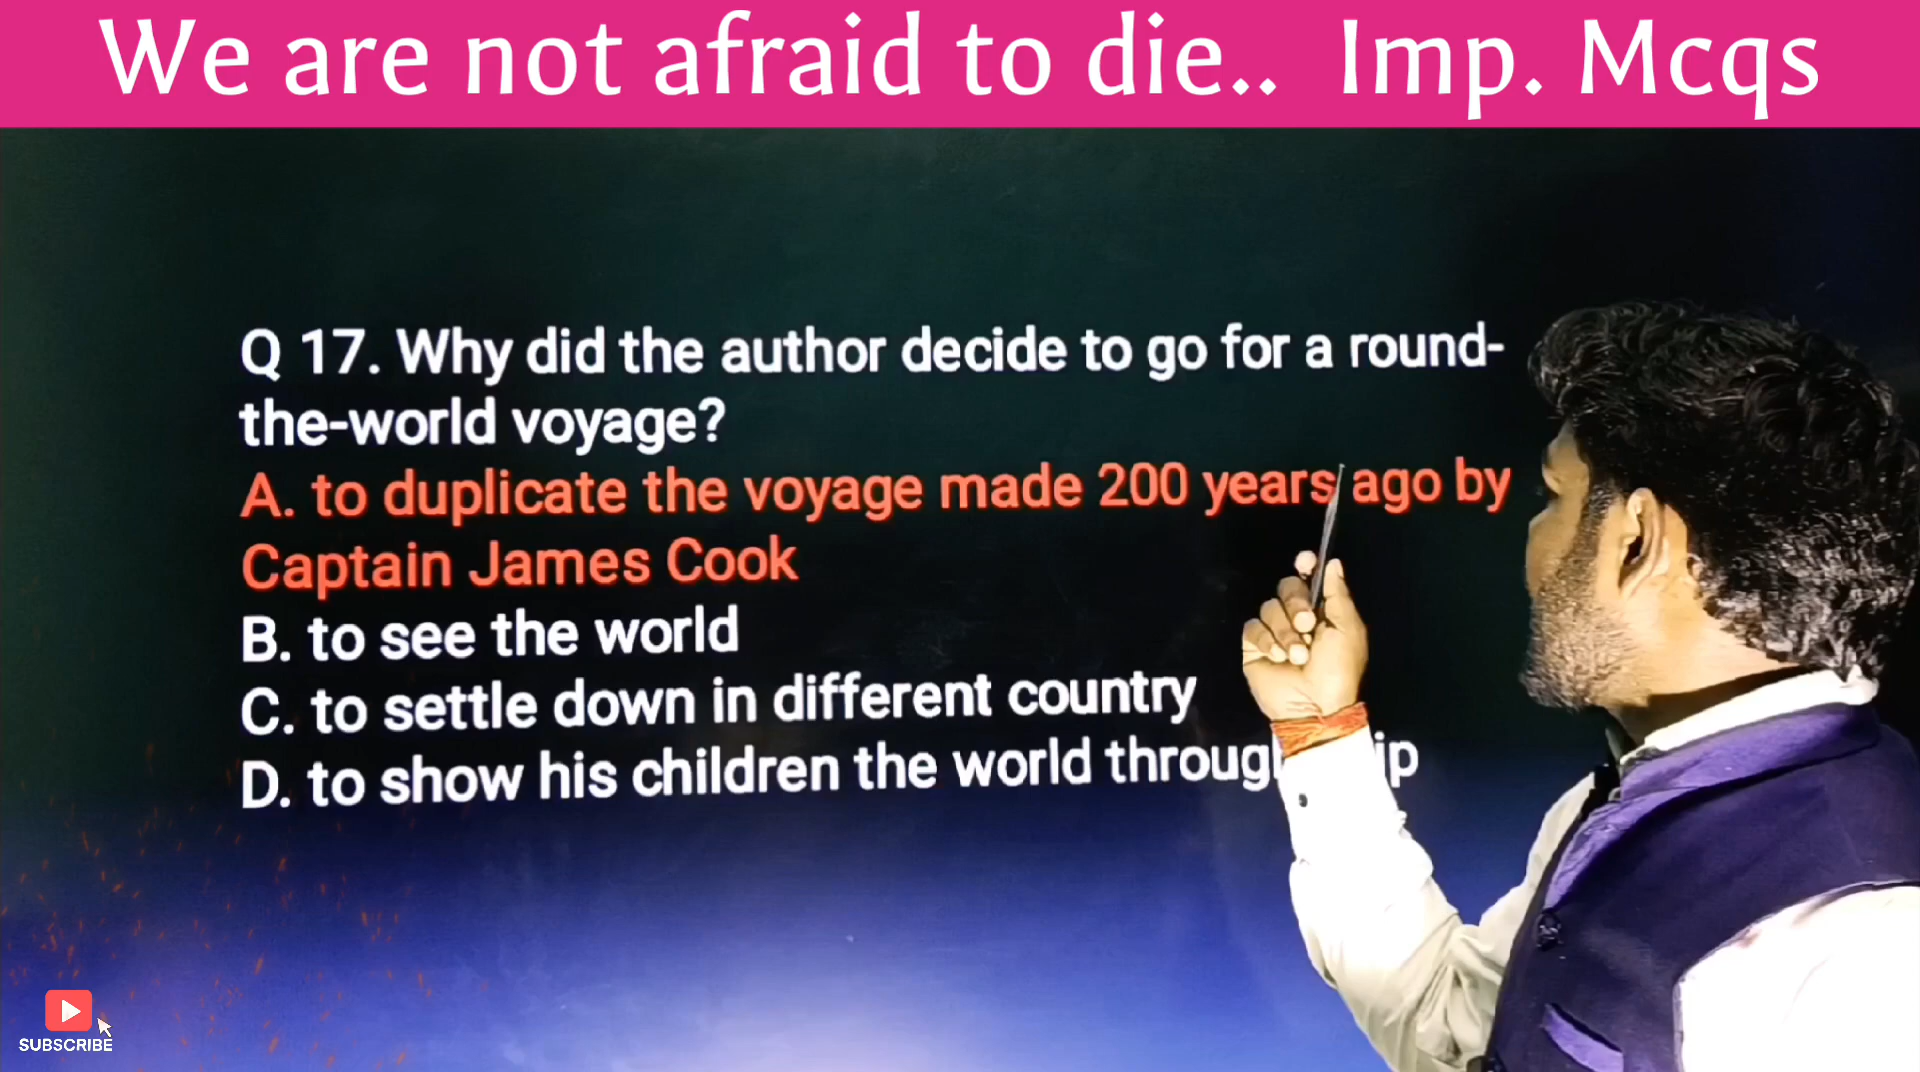 We are not afraid to die.. Imp. Mcqs
Q 17. Why did the author decide to go for a round-
the-world voyage?
A. to duplicate the voyage made 200 years ago by
Captain James Cook
B. to see the world
C. to settle down in different country
D. to show his children the world
SUBSCRIBE